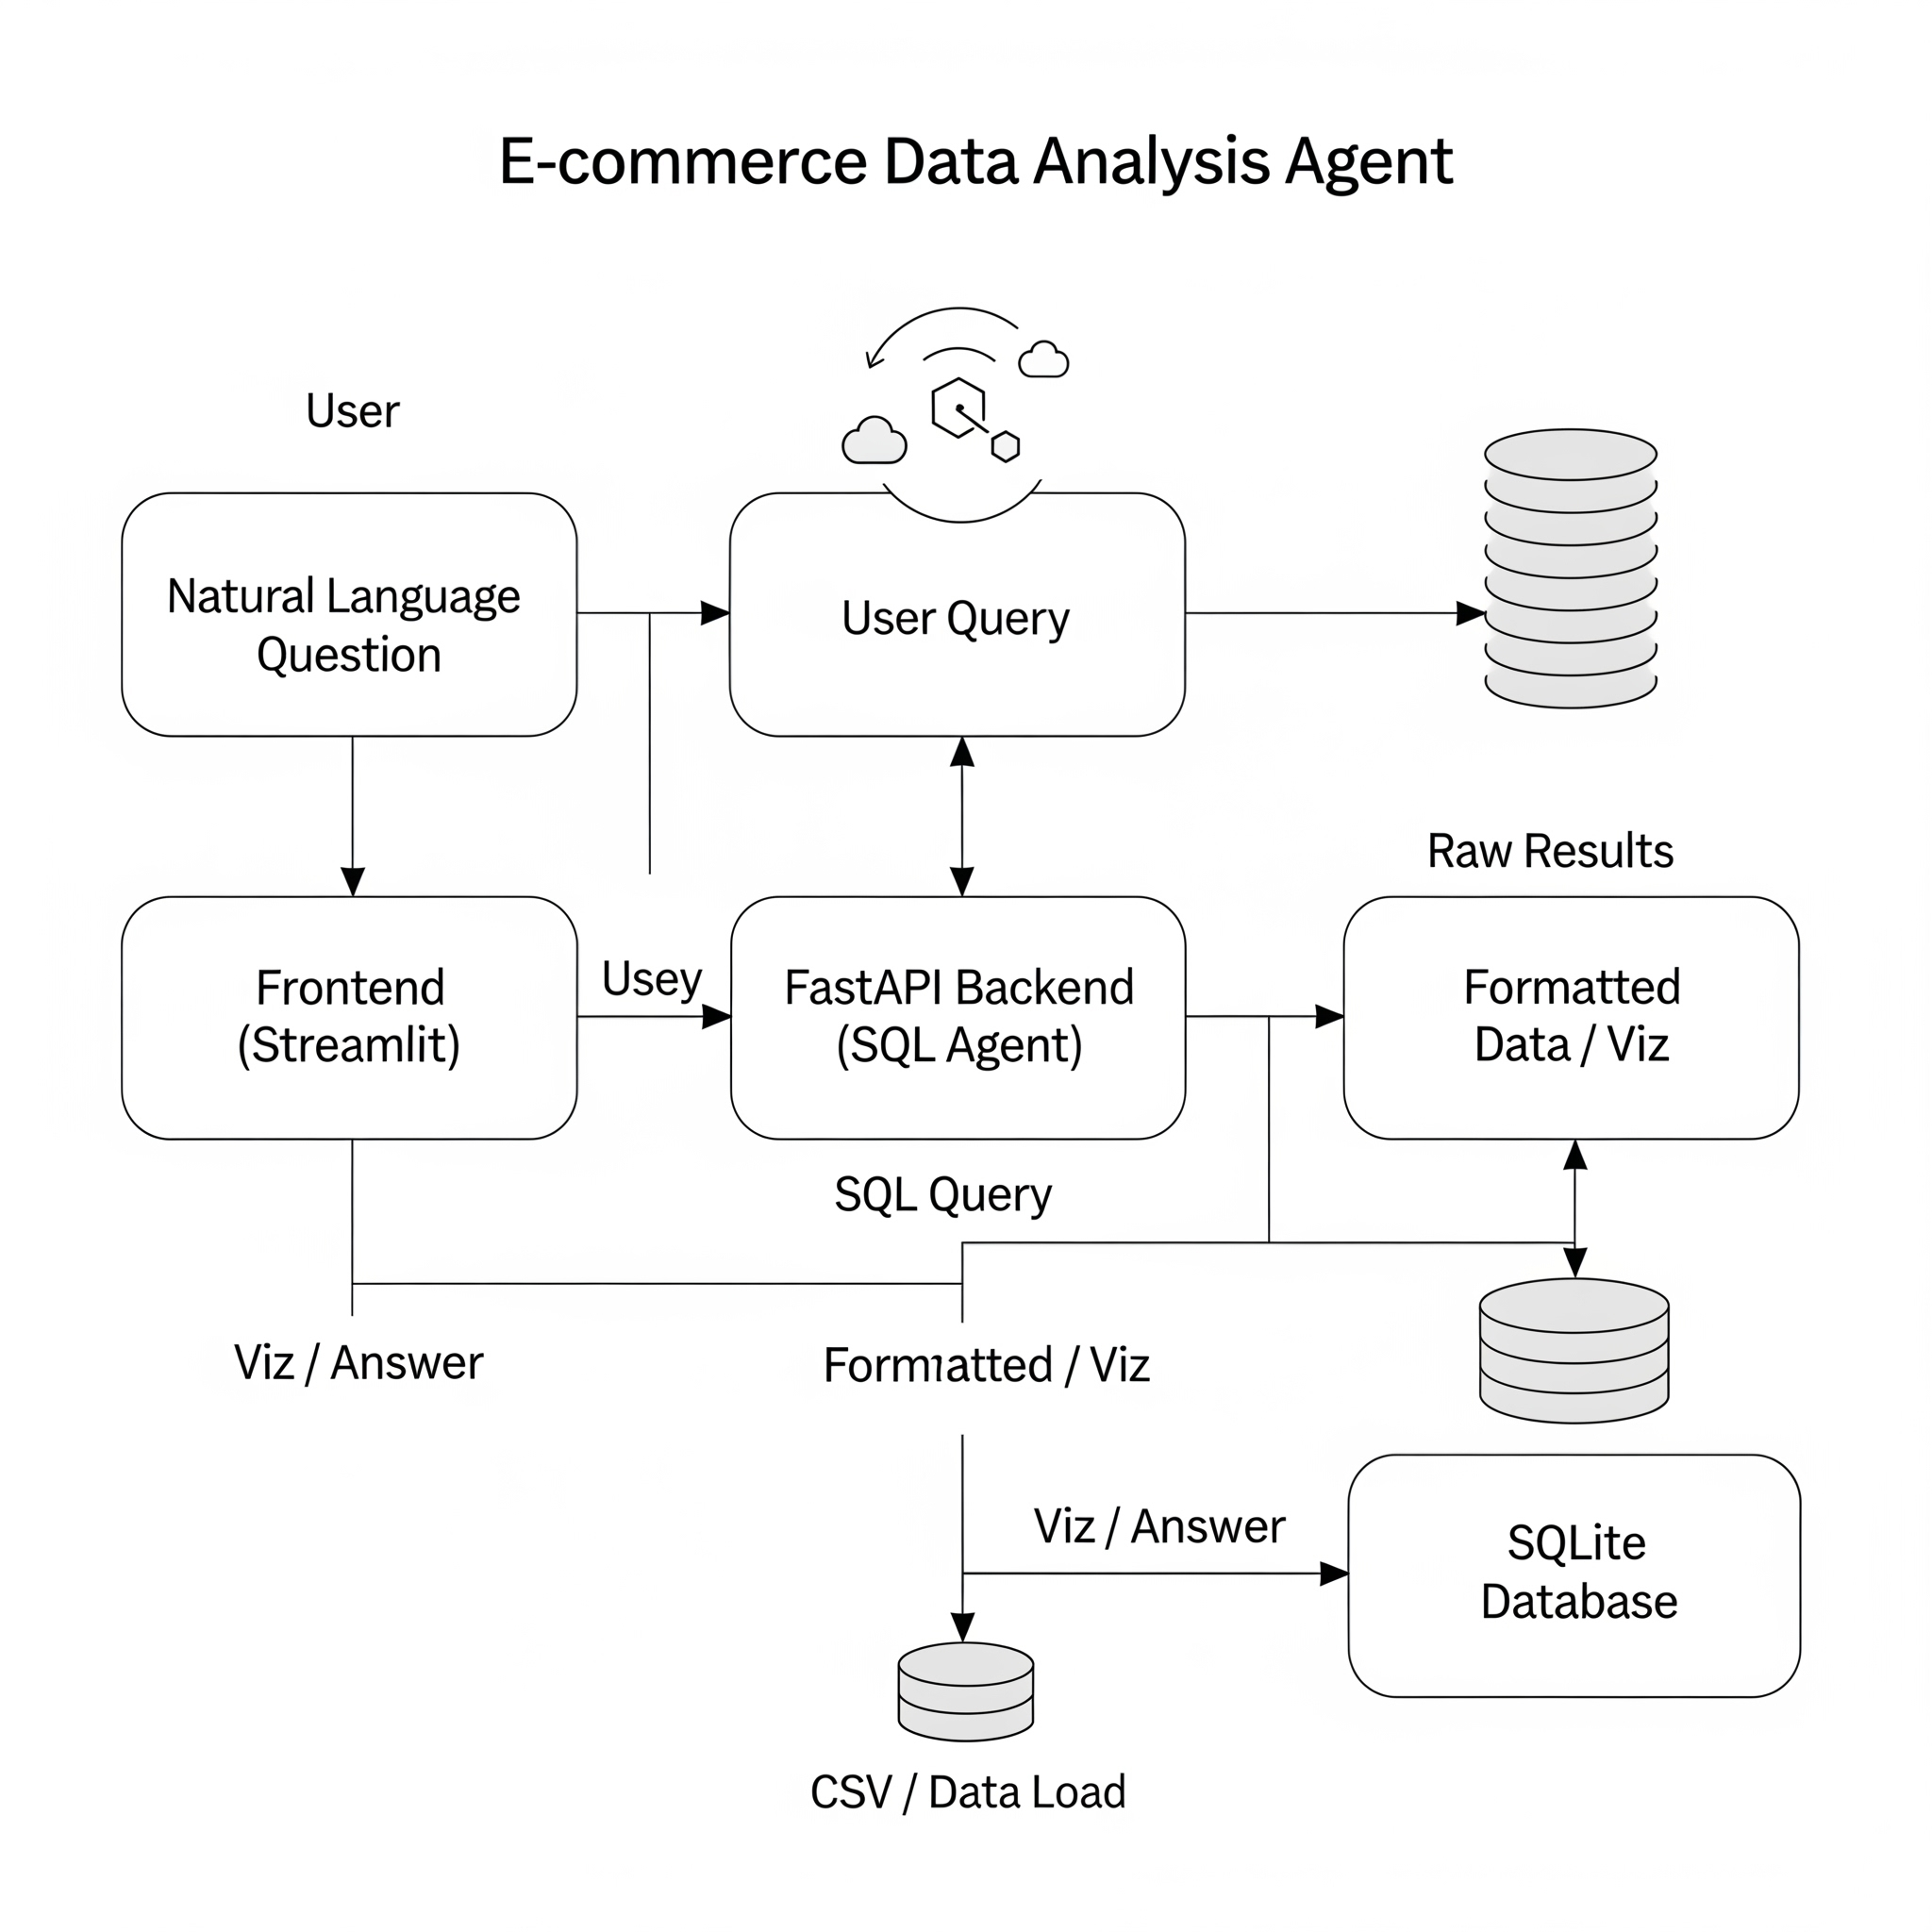 E-commerce Data Analysis Agent
User
Natural Language
Question
User Query
Raw Results
Frontend
(Streamlit)
Usey
FastAPI Backend
(SQL Agent)
Formatted
Data / Viz
SQL Query
Viz / Answer
Formatted / Viz
Viz / Answer
SQLite
Database
CSV / Data Load